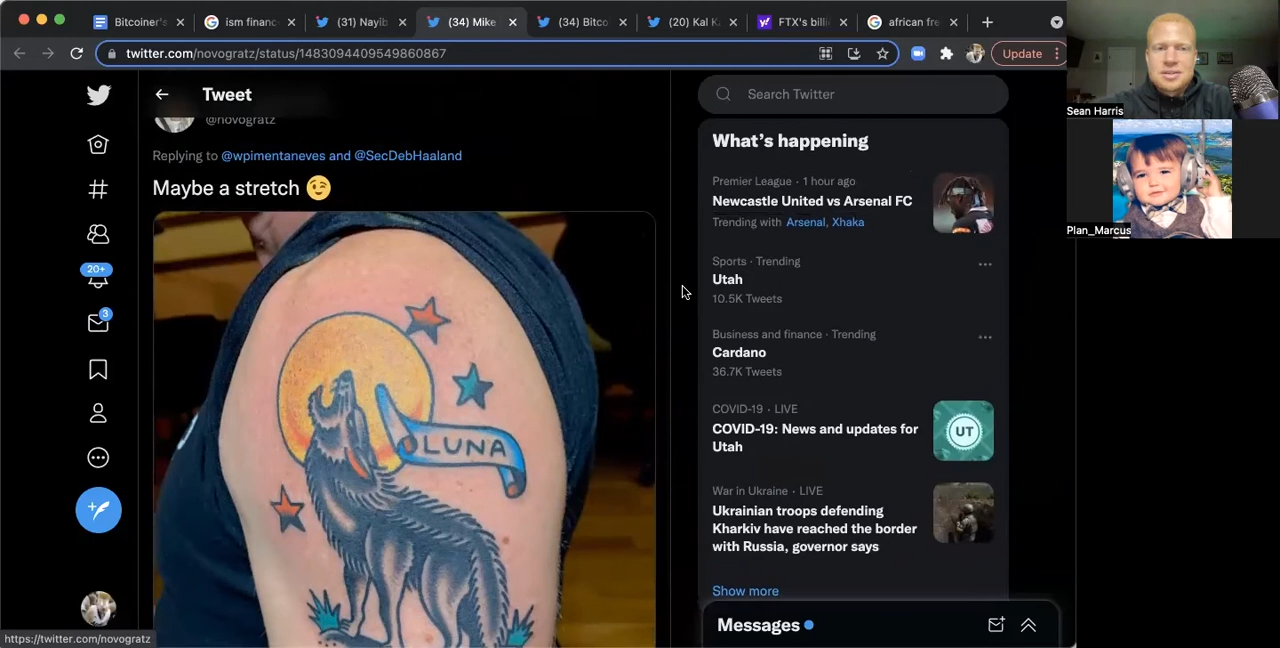 Bitcoiner's
ism financ
(31) Nayib
(34) Mike
(34) Bitco
(20) Kal K
FTX's billi
african fre
twitter.com/novogratz/status/1483094409549860867
Update
Sean Harris
Plan_Marcus
Tweet
@novogratz
Replying to @wpimentaneves and @SecDebHaaland
Maybe a stretch 😉
LUNA
20+
3
Search Twitter
What's happening
Premier League · 1 hour ago
Newcastle United vs Arsenal FC
Trending with Arsenal, Xhaka
Sports · Trending
Utah
10.5K Tweets
Business and finance · Trending
Cardano
36.7K Tweets
COVID-19 · LIVE
COVID-19: News and updates for
Utah
UT
War in Ukraine · LIVE
Ukrainian troops defending
Kharkiv have reached the border
with Russia, governor says
Show more
Messages
https://twitter.com/novogratz